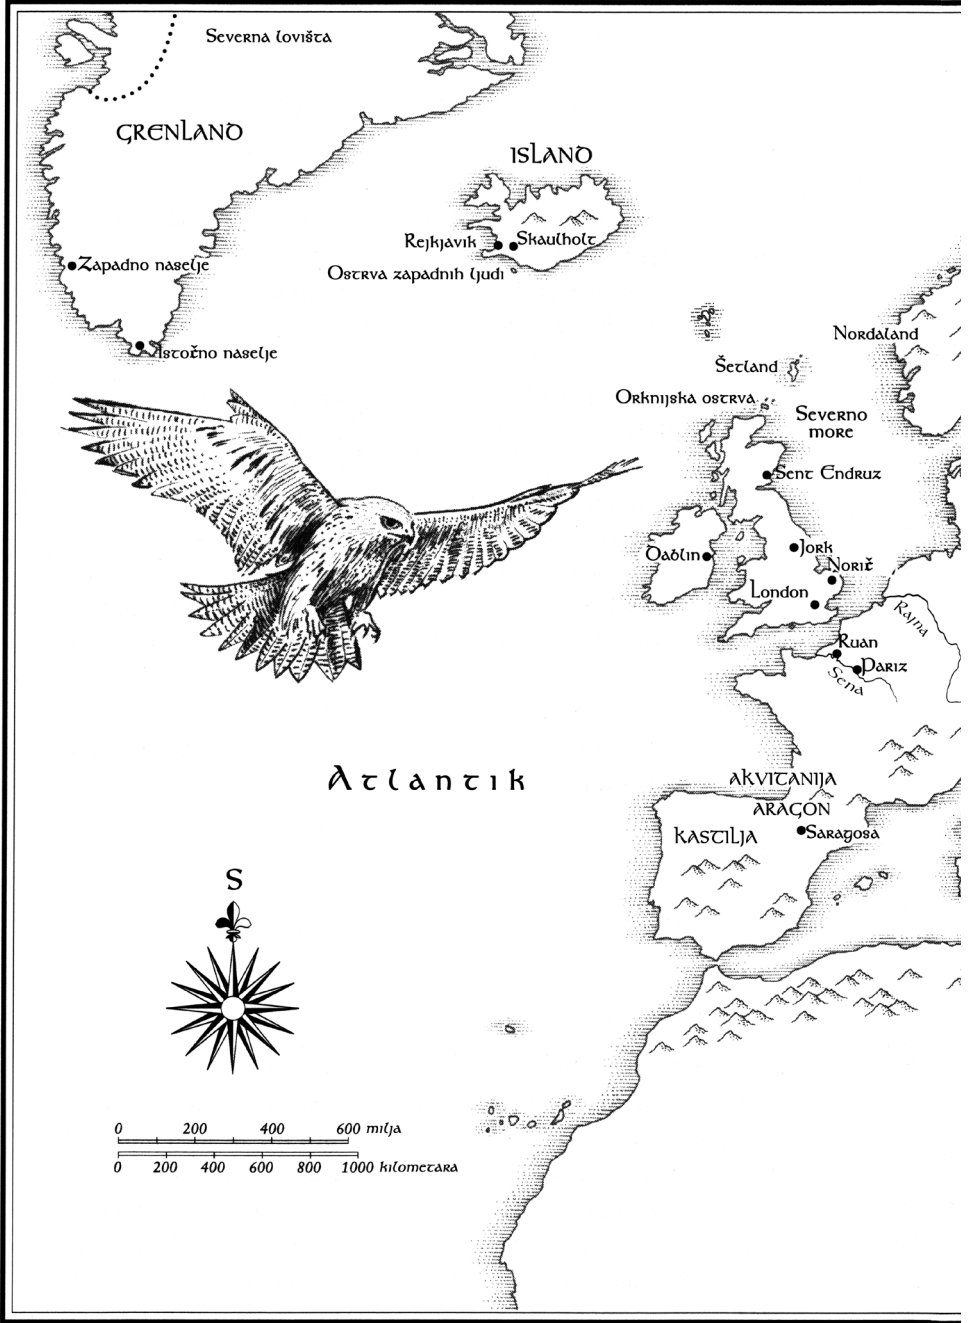 Severna lovišta
GRENLAND
ISLAND
Rejkjavik
Skaulholt
Zapadno naselje
Ostrva zapadnih ljudi
Istočno naselje
Nordaland
Šetland
Orknijska ostrva
Severno
more
Sent Endruz
Dablin
Jork
Norič
London
Rajna
Ruan
Pariz
Sena
Atlantik
AKVITANIJA
ARAGON
KASTILJA
Saragosa
S
0 200 400 600 milja
0 200 400 600 800 1000 kilometara